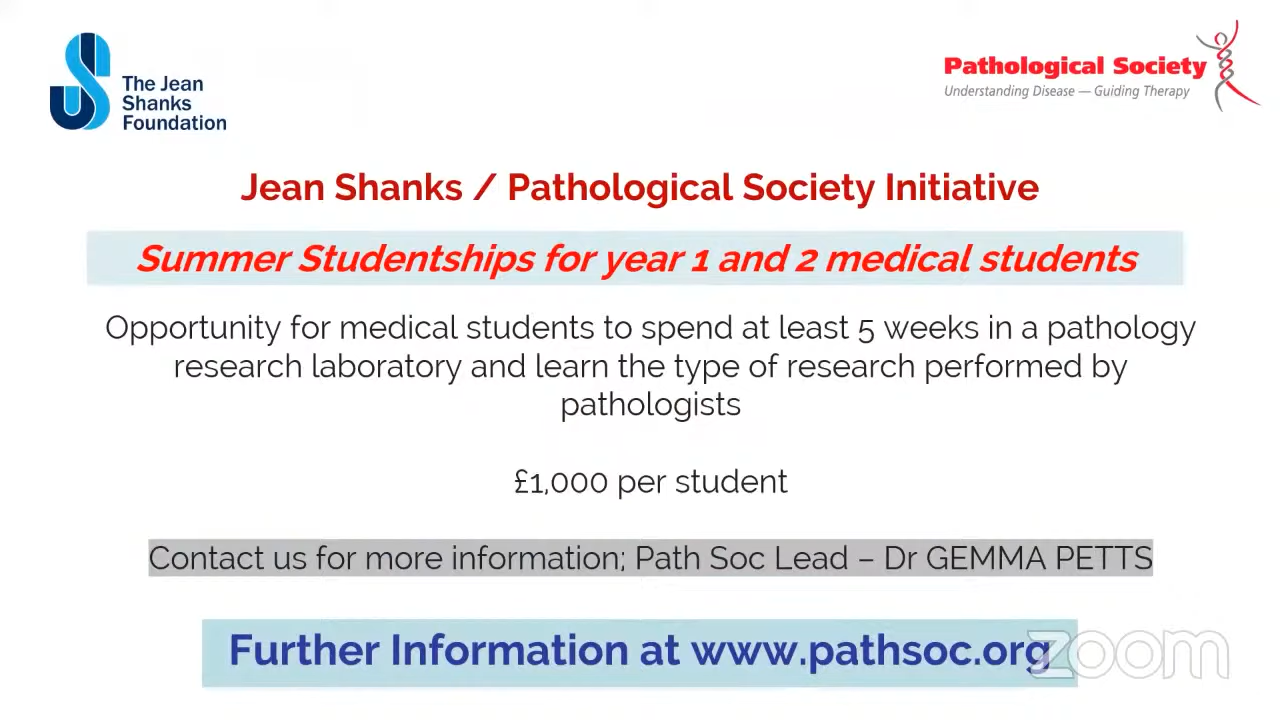 The Jean
Shanks
Foundation
Pathological Society
Understanding Disease — Guiding Therapy
Jean Shanks / Pathological Society Initiative
Summer Studentships for year 1 and 2 medical students
Opportunity for medical students to spend at least 5 weeks in a pathology
research laboratory and learn the type of research performed by
pathologists
£1,000 per student
Contact us for more information; Path Soc Lead – Dr GEMMA PETTS
Further Information at www.pathsoc.org
zoom